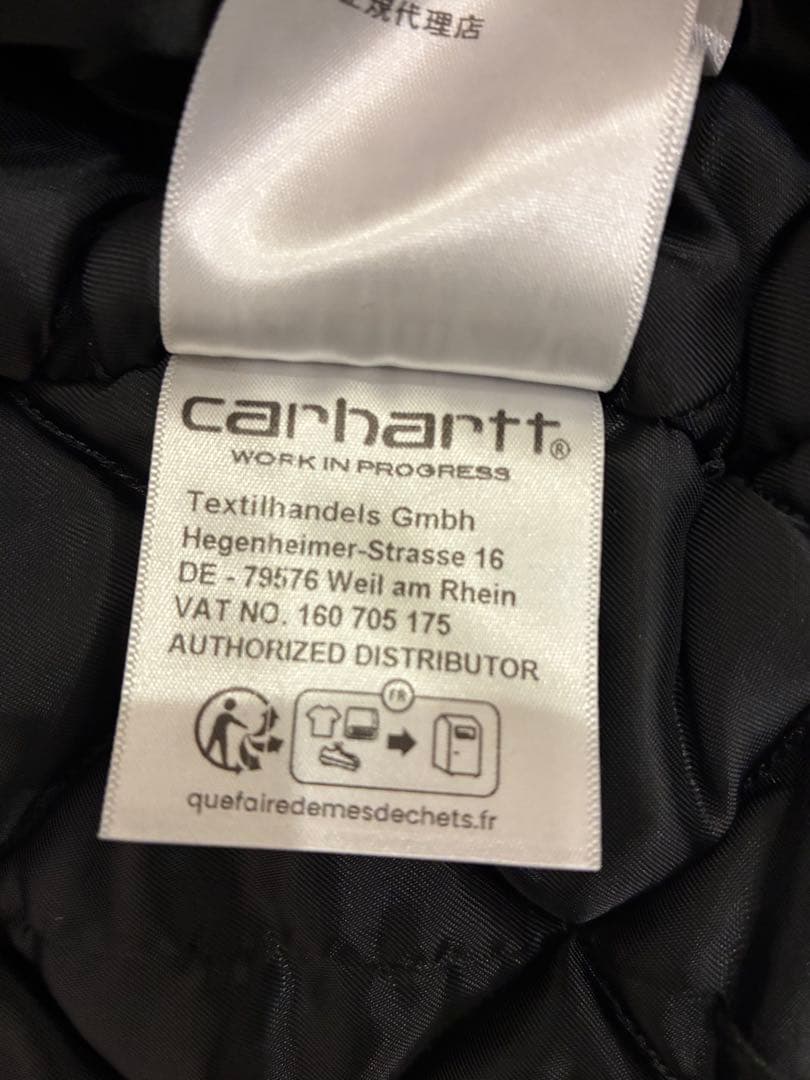 正規代理店
carhartt®
WORK IN PROGRESS
Textilhandels Gmbh
Hegenheimer-Strasse 16
DE - 79576 Weil am Rhein
VAT NO. 160 705 175
AUTHORIZED DISTRIBUTOR
FR
quefairedemesdechets.fr